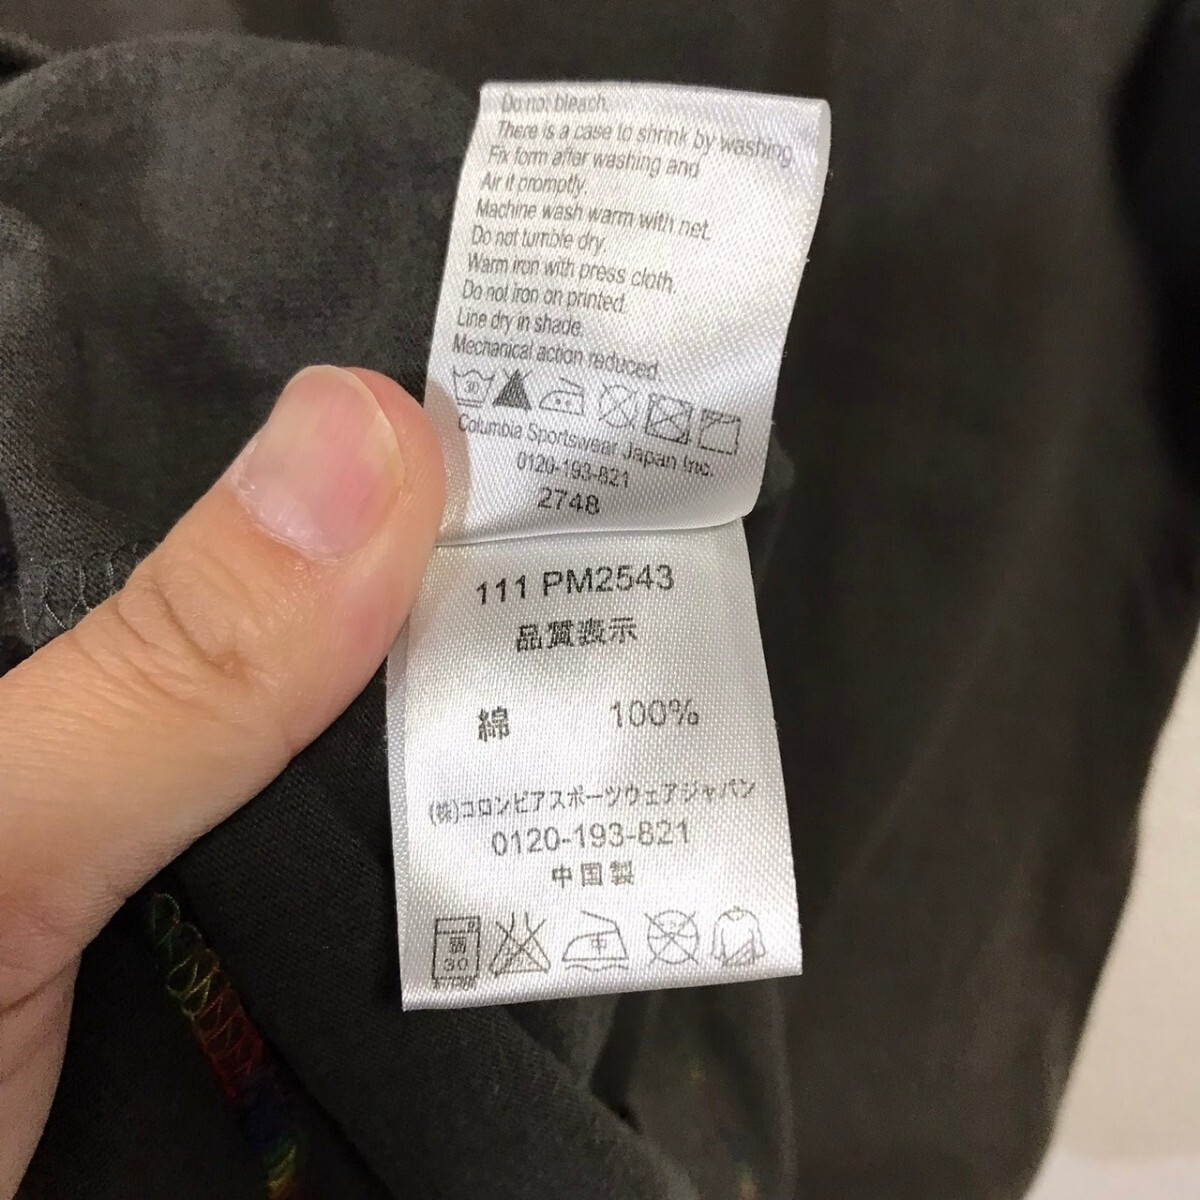 Do not bleach.
There is a case to shrink by washing.
Fix form after washing and
Air it promptly.
Machine wash warm with net.
Do not tumble dry.
Warm iron with press cloth.
Do not iron on printed.
Line dry in shade.
Mechanical action reduced.
30
Columbia Sportswear Japan Inc.
0120-193-821
2748
111 PM2543
品質表示
綿 100%
(株)コロンビアスポーツウェアジャパン
0120-193-821
中国製
弱 中
30